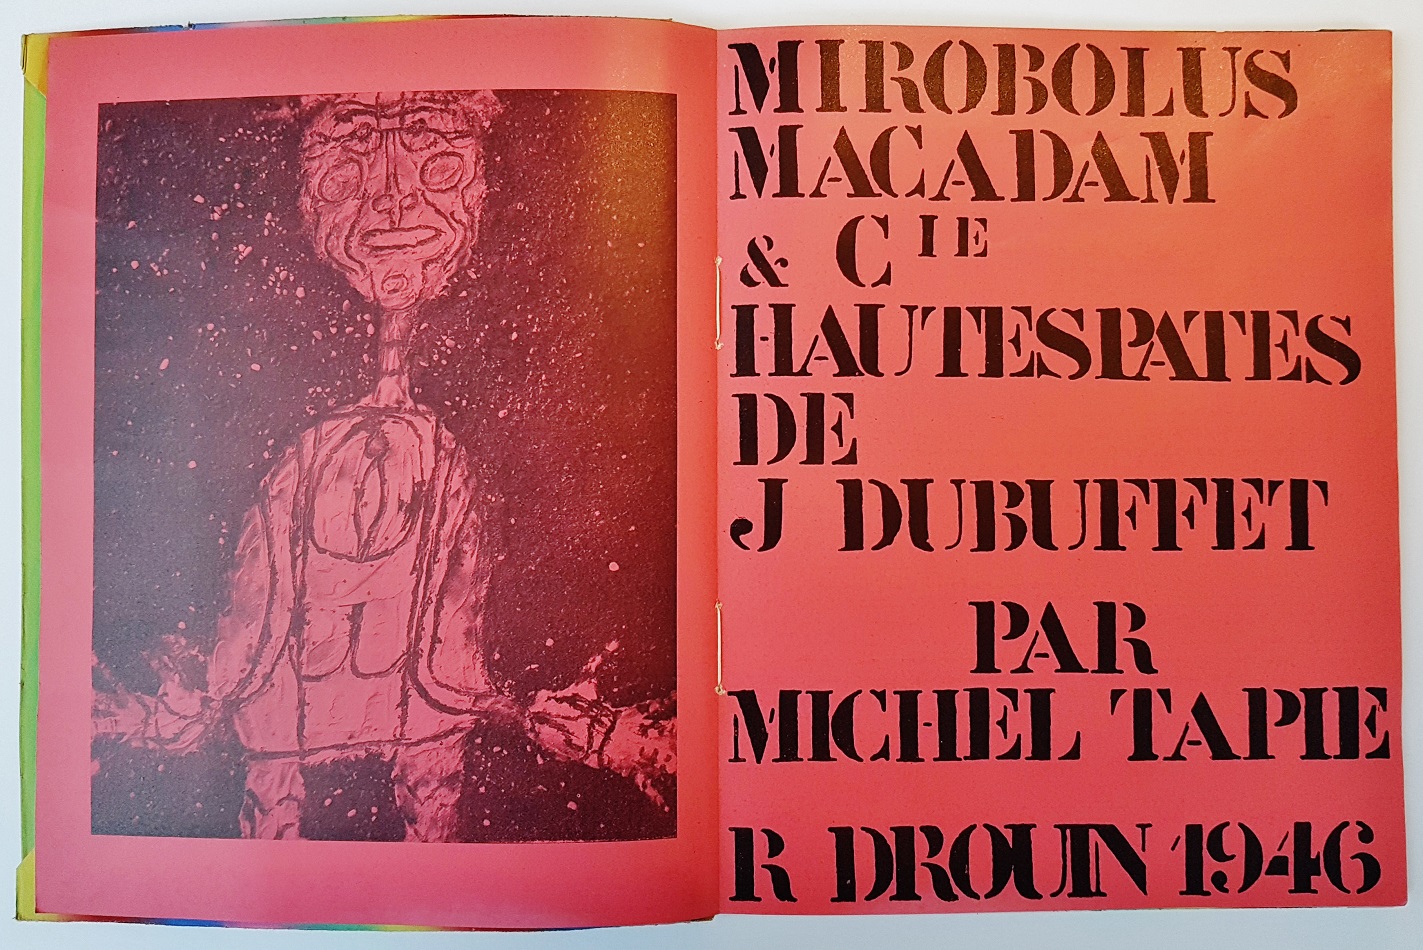 MIROBOLUS
MACADAM
& CIE
HAUTESPATES
DE
J DUBUFFET
PAR
MICHEL TAPIE
R DROUIN 1946